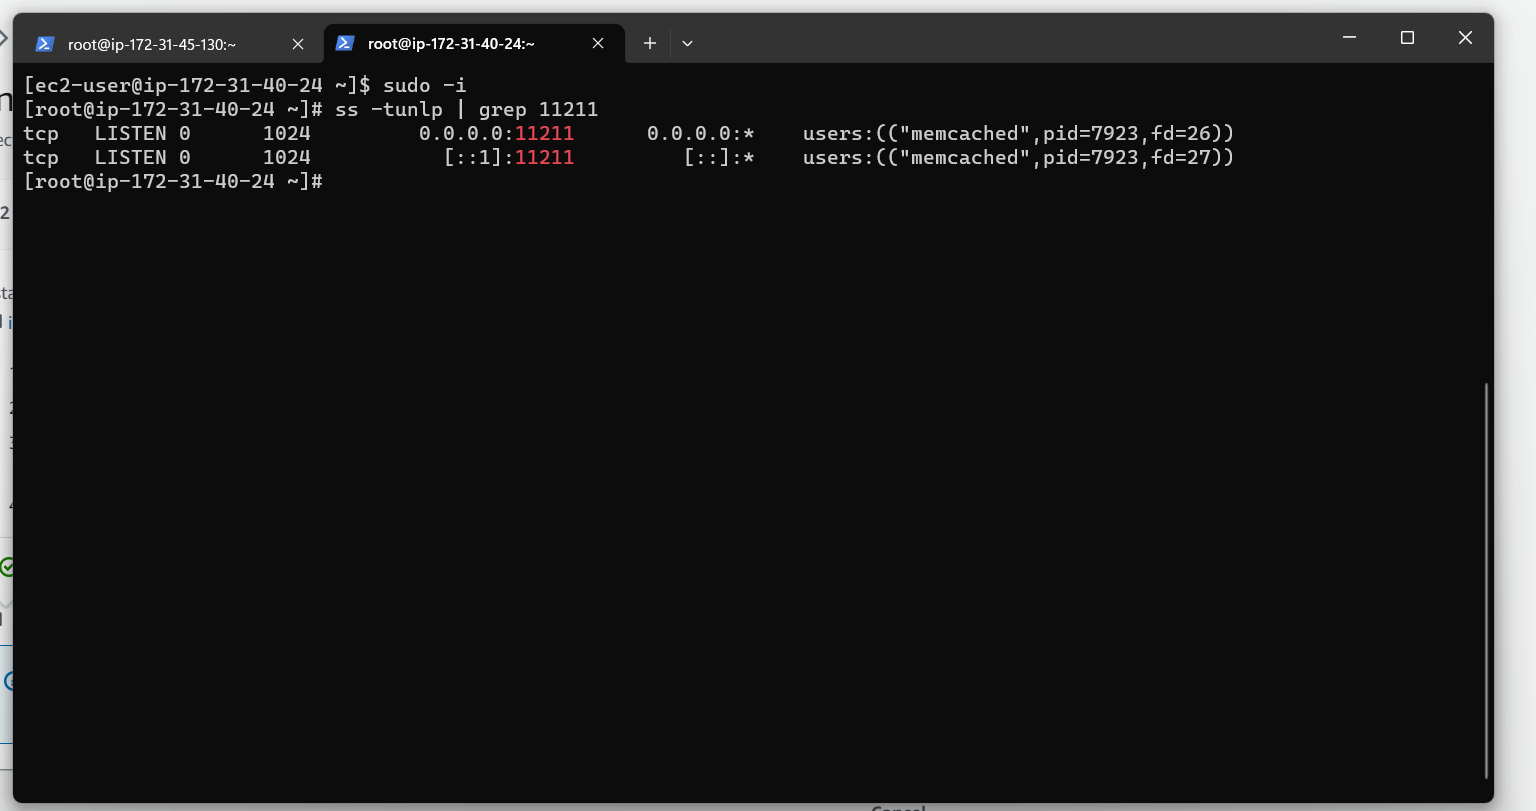 root@ip-172-31-45-130:~
root@ip-172-31-40-24:~
[ec2-user@ip-172-31-40-24 ~]$ sudo -i
[root@ip-172-31-40-24 ~]# ss -tunlp | grep 11211
tcp LISTEN 0 1024 0.0.0.0:11211 0.0.0.0:* users:(("memcached",pid=7923,fd=26))
tcp LISTEN 0 1024 [::1]:11211 [::]:* users:(("memcached",pid=7923,fd=27))
[root@ip-172-31-40-24 ~]#